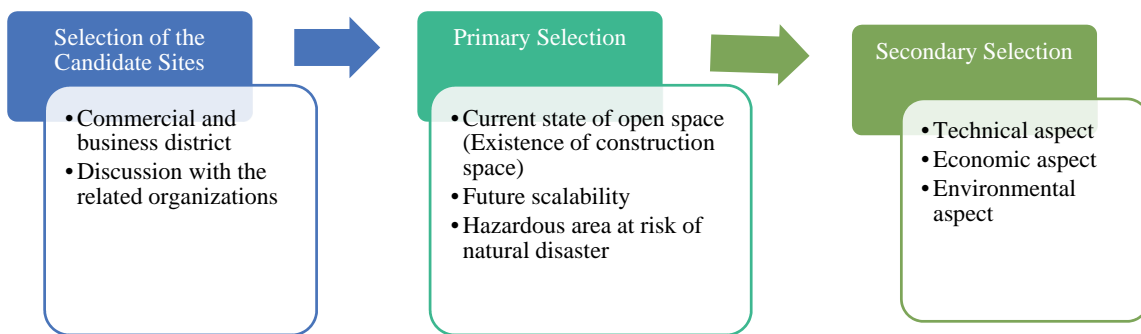 Selection of the
Candidate Sites
• Commercial and
business district
• Discussion with the
related organizations
Primary Selection
• Current state of open space
(Existence of construction
space)
• Future scalability
• Hazardous area at risk of
natural disaster
Secondary Selection
• Technical aspect
• Economic aspect
• Environmental
aspect